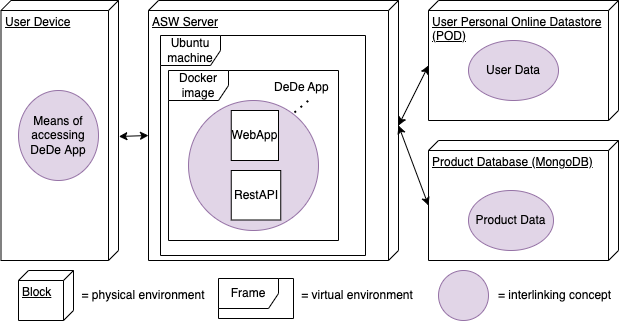 User Device
Means of
accessing
DeDe App
ASW Server
Ubuntu
machine
Docker
image
DeDe App
WebApp
RestAPI
User Personal Online Datastore
(POD)
User Data
Product Database (MongoDB)
Product Data
Block
= physical environment
Frame
= virtual environment
= interlinking concept